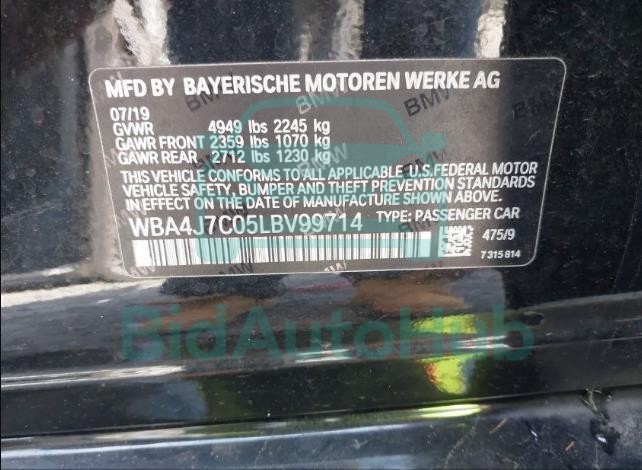 MFD BY BAYERISCHE MOTOREN WERKE AG
07/19
GVWR 4949 lbs 2245 kg
GAWR FRONT 2359 lbs 1070 kg
GAWR REAR 2712 lbs 1230 kg
THIS VEHICLE CONFORMS TO ALL APPLICABLE U.S.FEDERAL MOTOR
VEHICLE SAFETY, BUMPER AND THEFT PREVENTION STANDARDS
IN EFFECT ON THE DATE OF MANUFACTURE SHOWN ABOVE.
WBA4J7C05LBV99714 TYPE: PASSENGER CAR
475/9
7315814
BidAutoHub